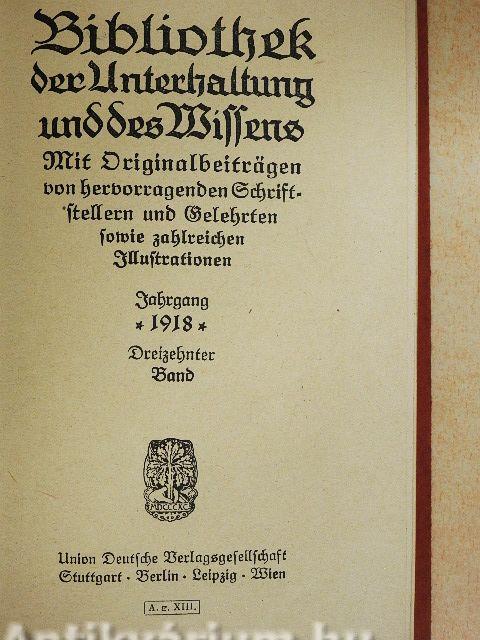 Bibliothek
der Unterhaltung
und des Wissens
Mit Originalbeiträgen
von hervorragenden Schrift-
stellern und Gelehrten
sowie zahlreichen
Illustrationen
Jahrgang
* 1918 *
Dreizehnter
Band
MDCCCXC
Union Deutsche Verlagsgesellschaft
Stuttgart · Berlin · Leipzig · Wien
A. g. XIII.
Antikvárium.hu